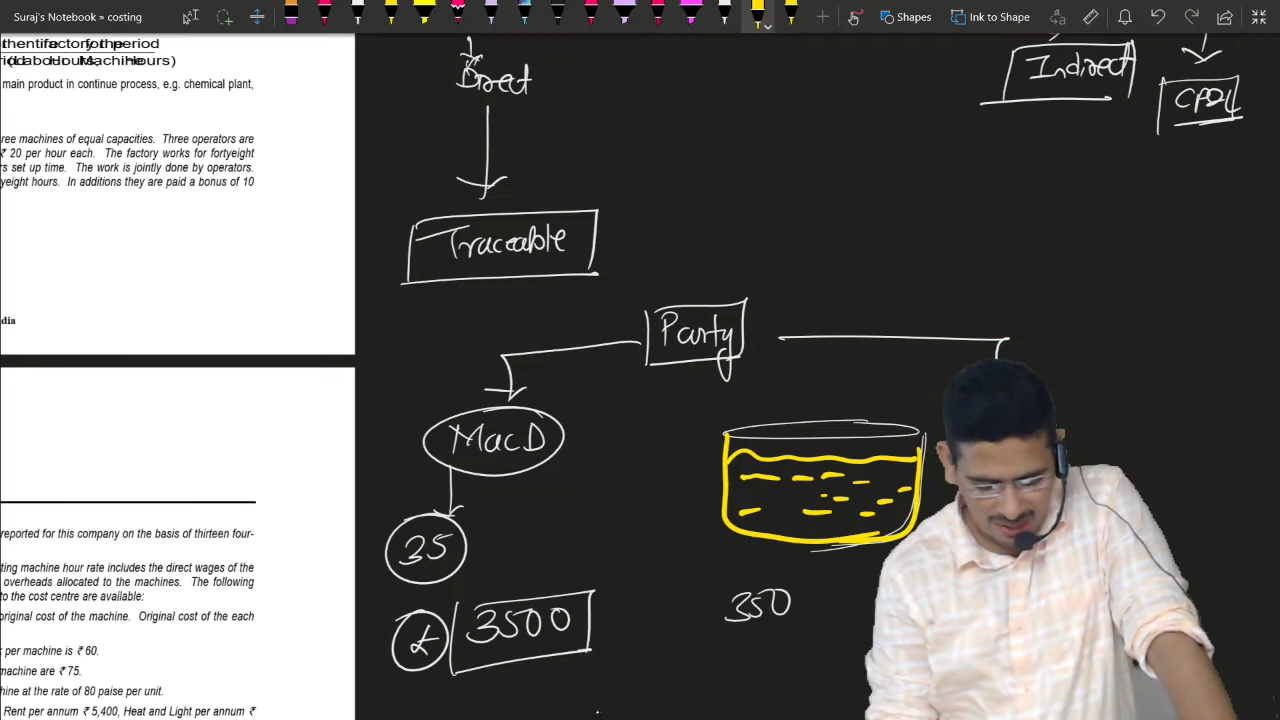 Suraj's Notebook » costing
Shapes
Ink to Shape
main product in continue process, e.g. chemical plant,
ree machines of equal capacities. Three operators are
₹ 20 per hour each. The factory works for fortyeight
rs set up time. The work is jointly done by operators.
yeight hours. In additions they are paid a bonus of 10
dia
reported for this company on the basis of thirteen four-
ting machine hour rate includes the direct wages of the
overheads allocated to the machines. The following
to the cost centre are available:
original cost of the machine. Original cost of the each
per machine is ₹ 60.
machine are ₹ 75.
hine at the rate of 80 paise per unit.
Rent per annum ₹ 5,400, Heat and Light per annum ₹
Direct
Indirect
Traceable
Party
MacD
35
3500
350